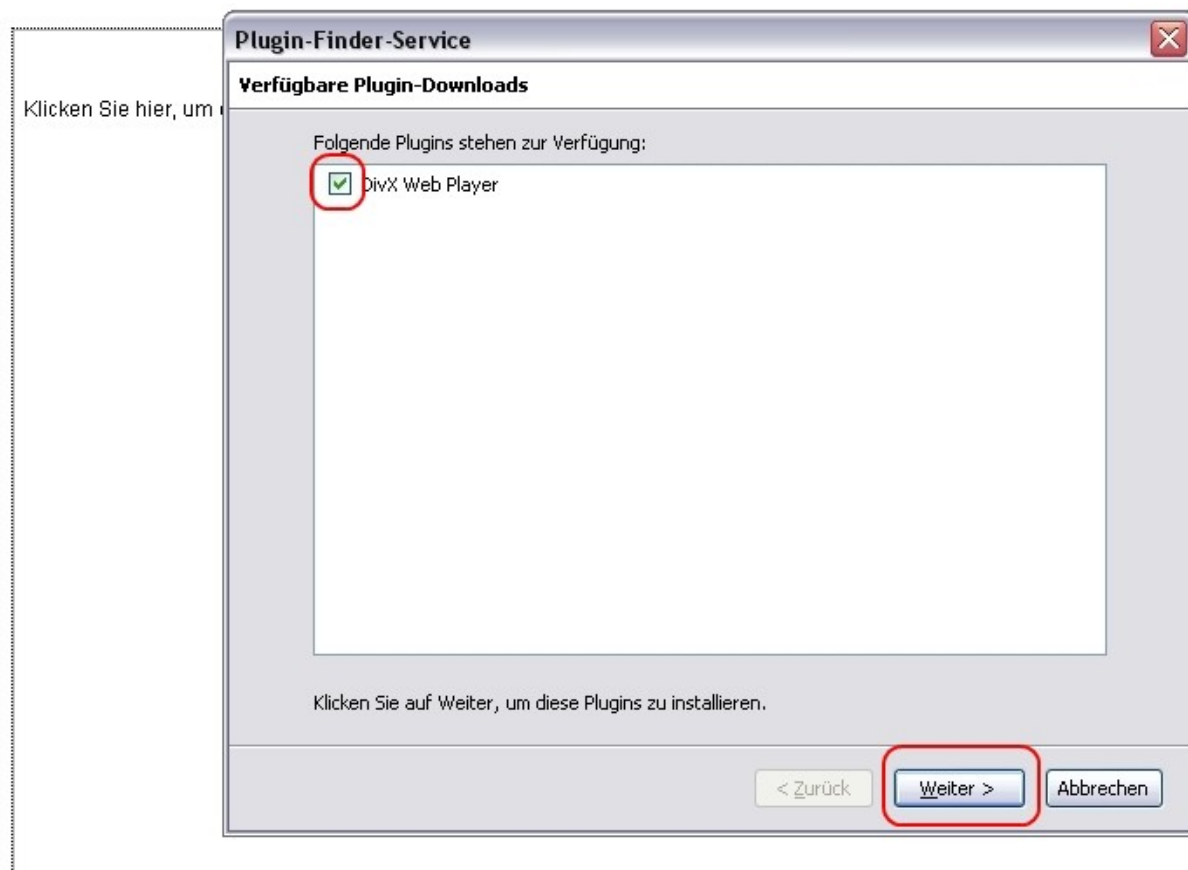 Plugin-Finder-Service
Verfügbare Plugin-Downloads
Klicken Sie hier, um
Folgende Plugins stehen zur Verfügung:
DivX Web Player
Klicken Sie auf Weiter, um diese Plugins zu installieren.
< Zurück Weiter > Abbrechen